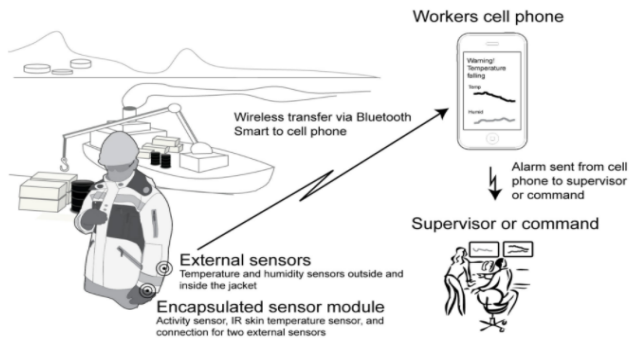 Workers cell phone
Warning/
Temperature
falling
Temp
Humid
Wireless transfer via Bluetooth
Smart to cell phone
Alarm sent from cell
phone to supervisor
or command
Supervisor or command
External sensors
Temperature and humidity sensors outside and
inside the jacket
Encapsulated sensor module
Activity sensor, IR skin temperature sensor, and
connection for two external sensors